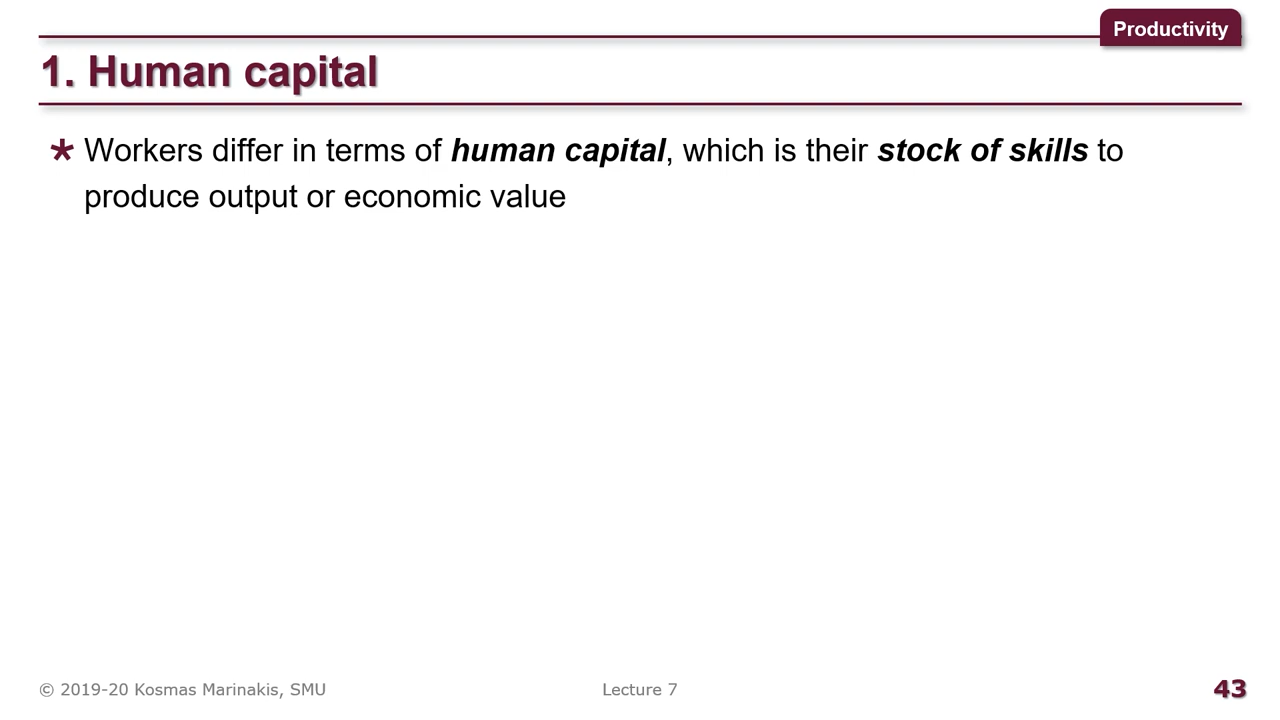 Productivity
1. Human capital
* Workers differ in terms of human capital, which is their stock of skills to
produce output or economic value
© 2019-20 Kosmas Marinakis, SMU
Lecture 7
43